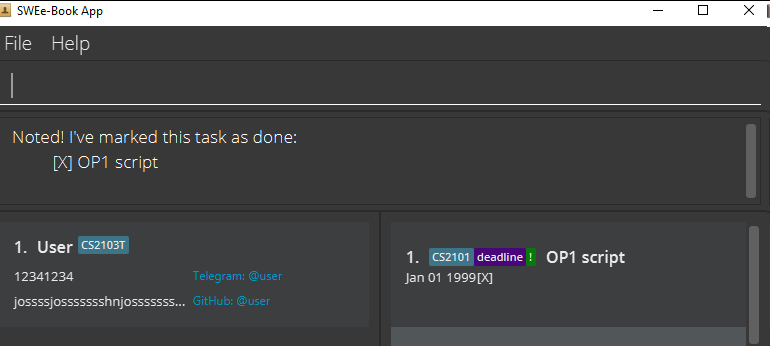 SWEe-Book App
File Help
Noted! I've marked this task as done:
[X] OP1 script
1. User CS2103T
12341234 Telegram: @user
jossssjosssssssshnjosssssss... GitHub: @user
1. CS2101 deadline ! OP1 script
Jan 01 1999[X]